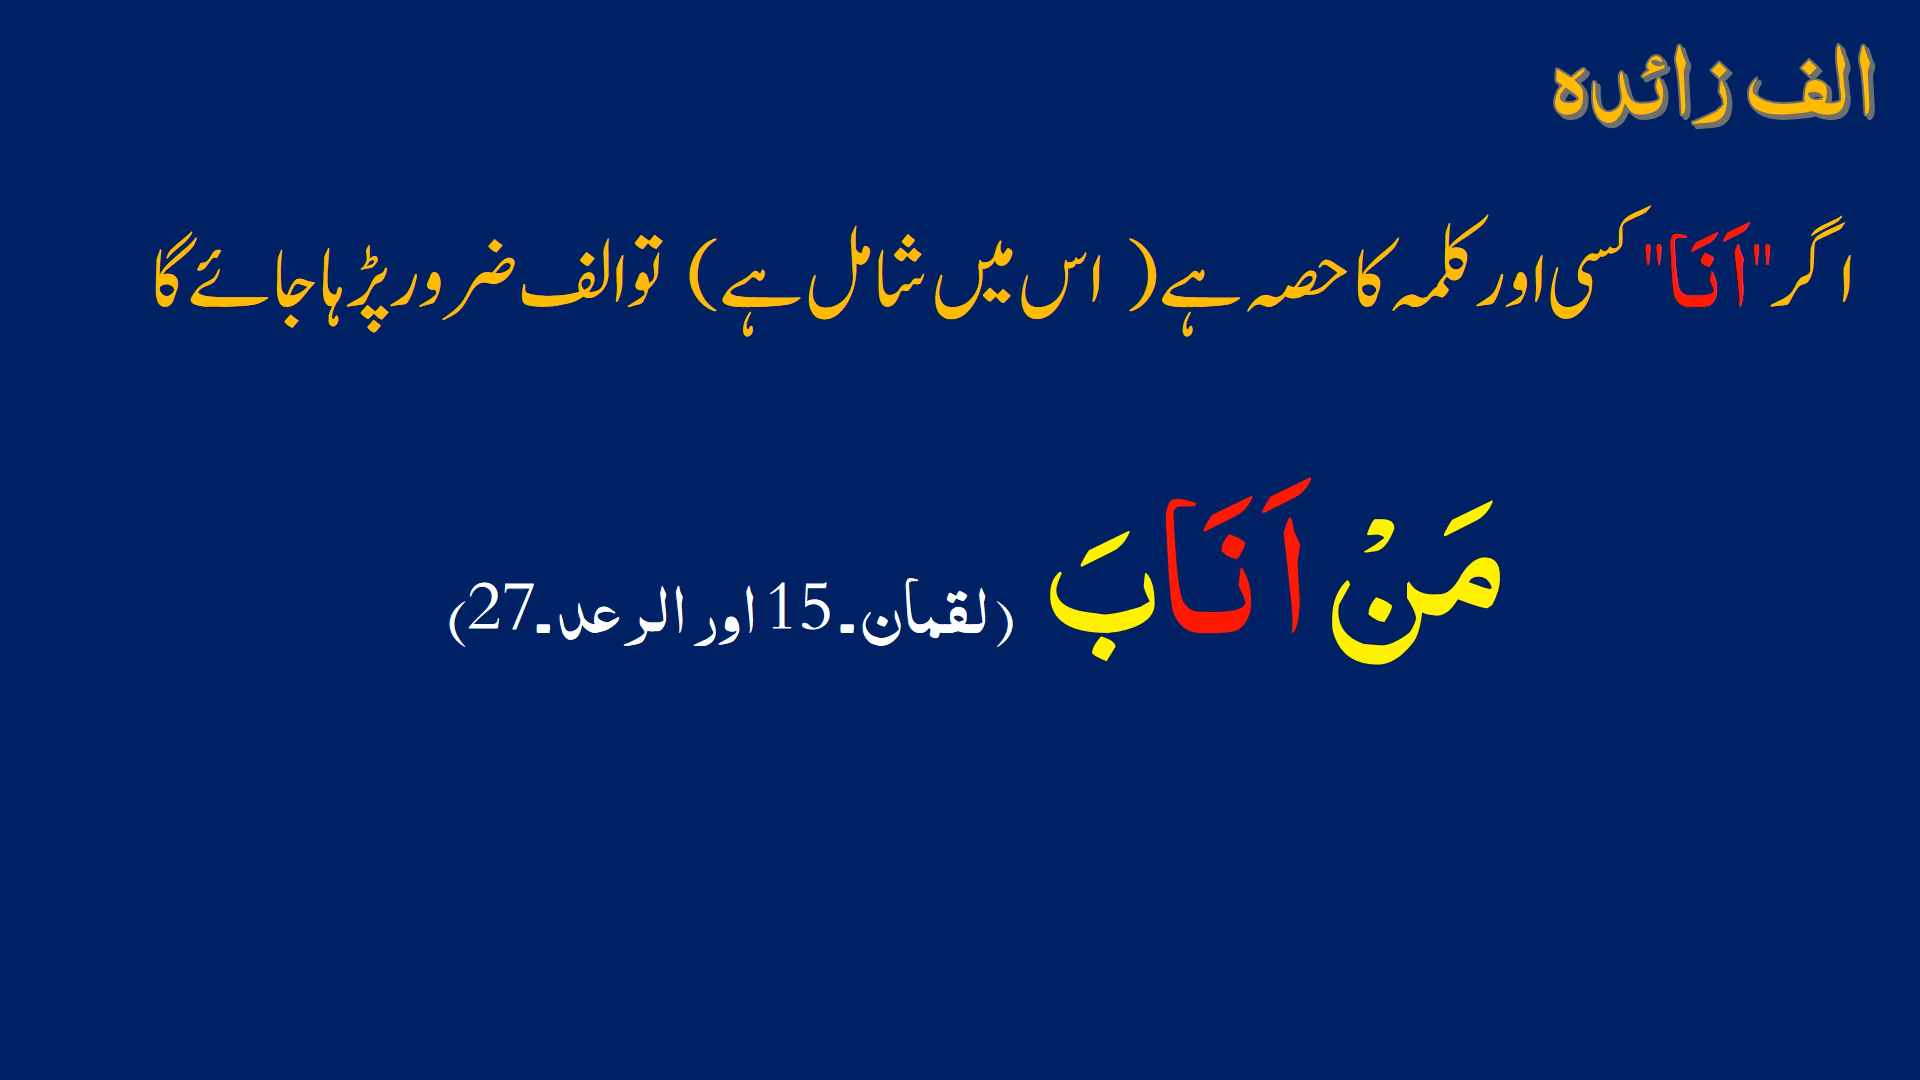 الف زائدہ
اگر "اَنَا" کسی اور کلمہ کا حصہ ہے ( اس میں شامل ہے ) تو الف ضرور پڑہا جائے گا
مَنْ اَنَابَ (لقمان۔15 اور الرعد۔27)